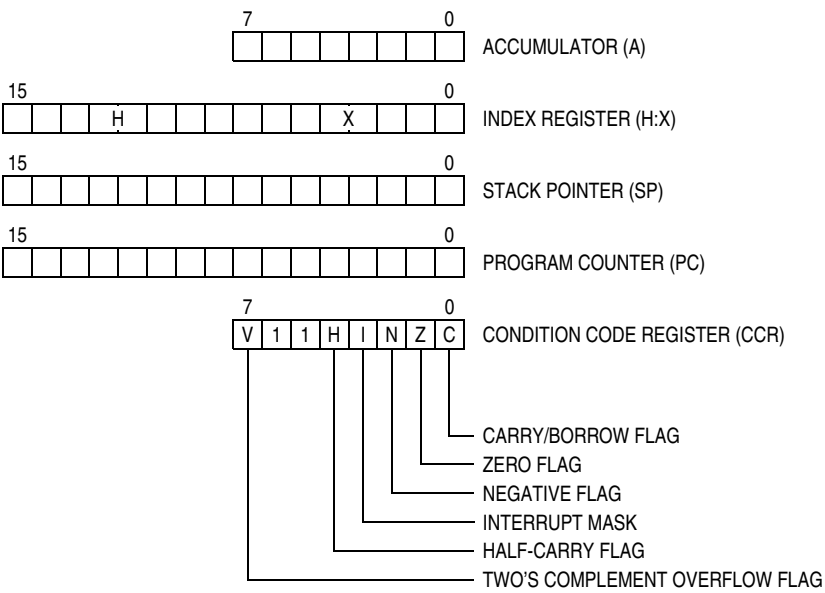 7 0
ACCUMULATOR (A)
15 0
H X INDEX REGISTER (H:X)
15 0
STACK POINTER (SP)
15 0
PROGRAM COUNTER (PC)
7 0
V 1 1 H I N Z C CONDITION CODE REGISTER (CCR)
CARRY/BORROW FLAG
ZERO FLAG
NEGATIVE FLAG
INTERRUPT MASK
HALF-CARRY FLAG
TWO'S COMPLEMENT OVERFLOW FLAG